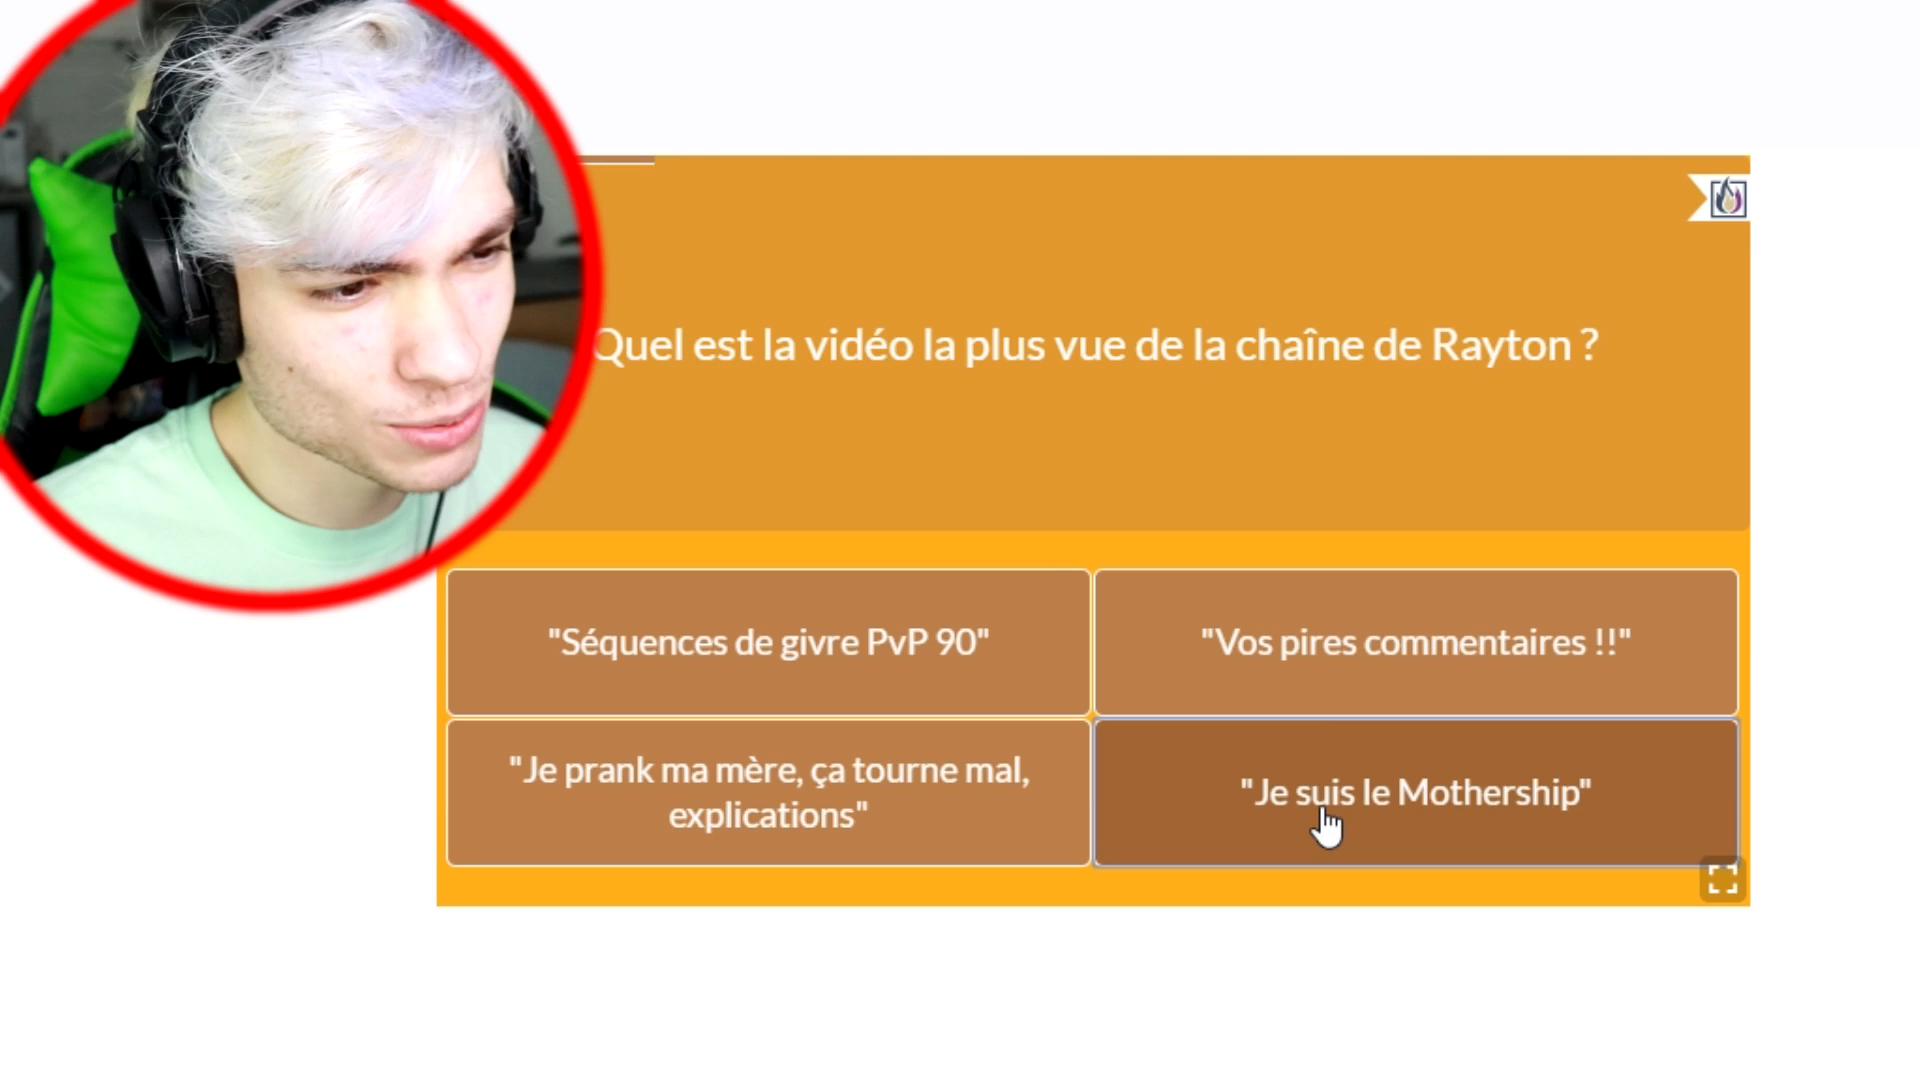 Quel est la vidéo la plus vue de la chaîne de Rayton ?
"Séquences de givre PvP 90"
"Vos pires commentaires !!"
"Je prank ma mère, ça tourne mal,
explications"
"Je suis le Mothership"